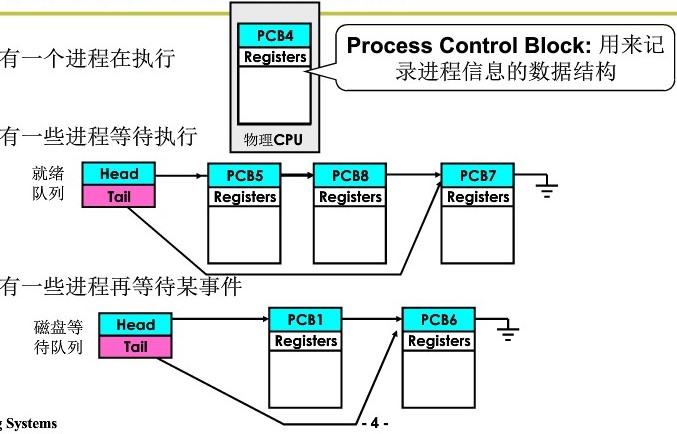 有一个进程在执行
PCB4
Registers
物理CPU
Process Control Block: 用来记
录进程信息的数据结构
有一些进程等待执行
就绪
队列
Head
Tail
PCB5
Registers
PCB8
Registers
PCB7
Registers
有一些进程再等待某事件
磁盘等
待队列
Head
Tail
PCB1
Registers
PCB6
Registers
g Systems
- 4 -